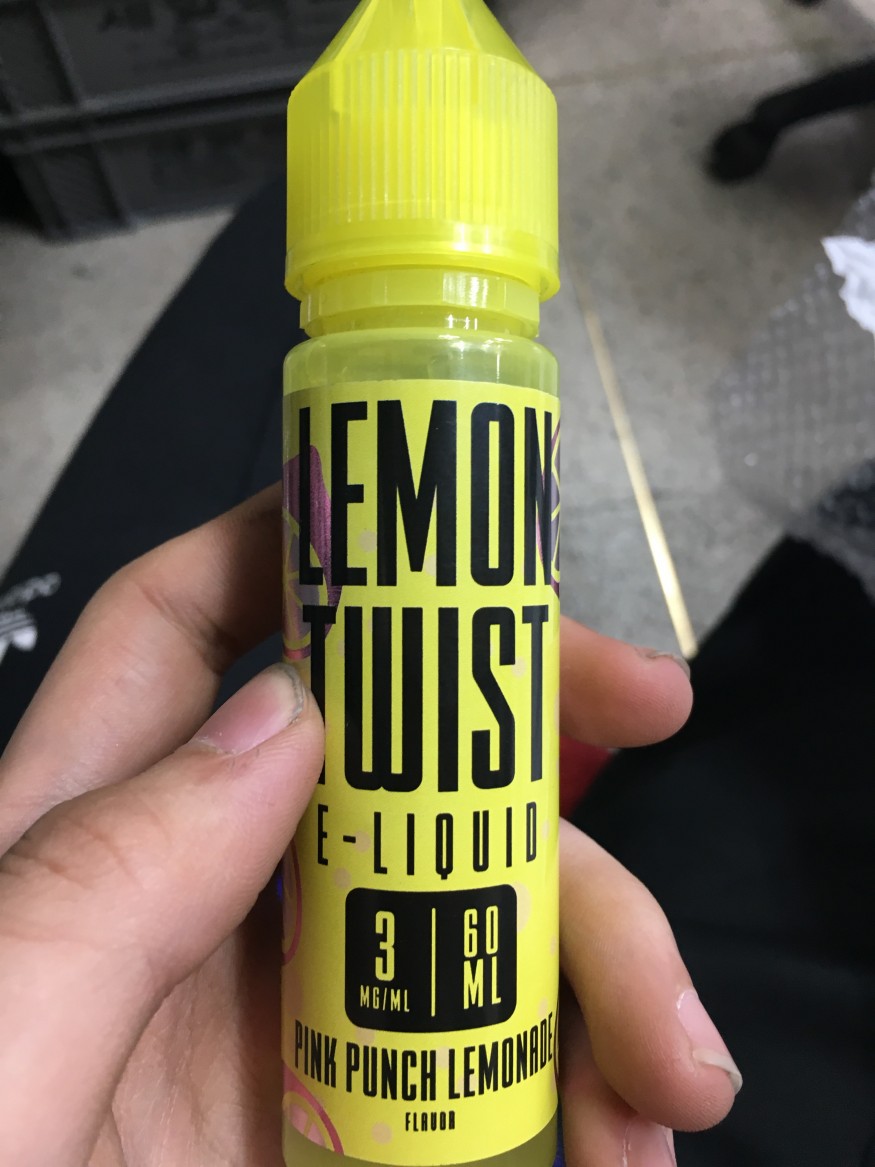 LEMON
TWIST
E-LIQUID
3
MG/ML
60
ML
PINK PUNCH LEMONADE
FLAVOR